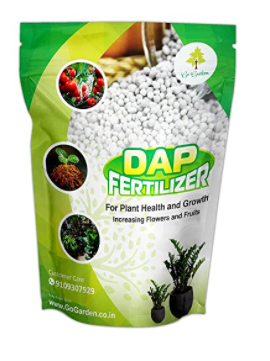 Go Garden
DAP
FERTILIZER
For Plant Health and Growth
Increasing Flowers and Fruits
Customer Care
9109307929
www.GoGarden.co.in